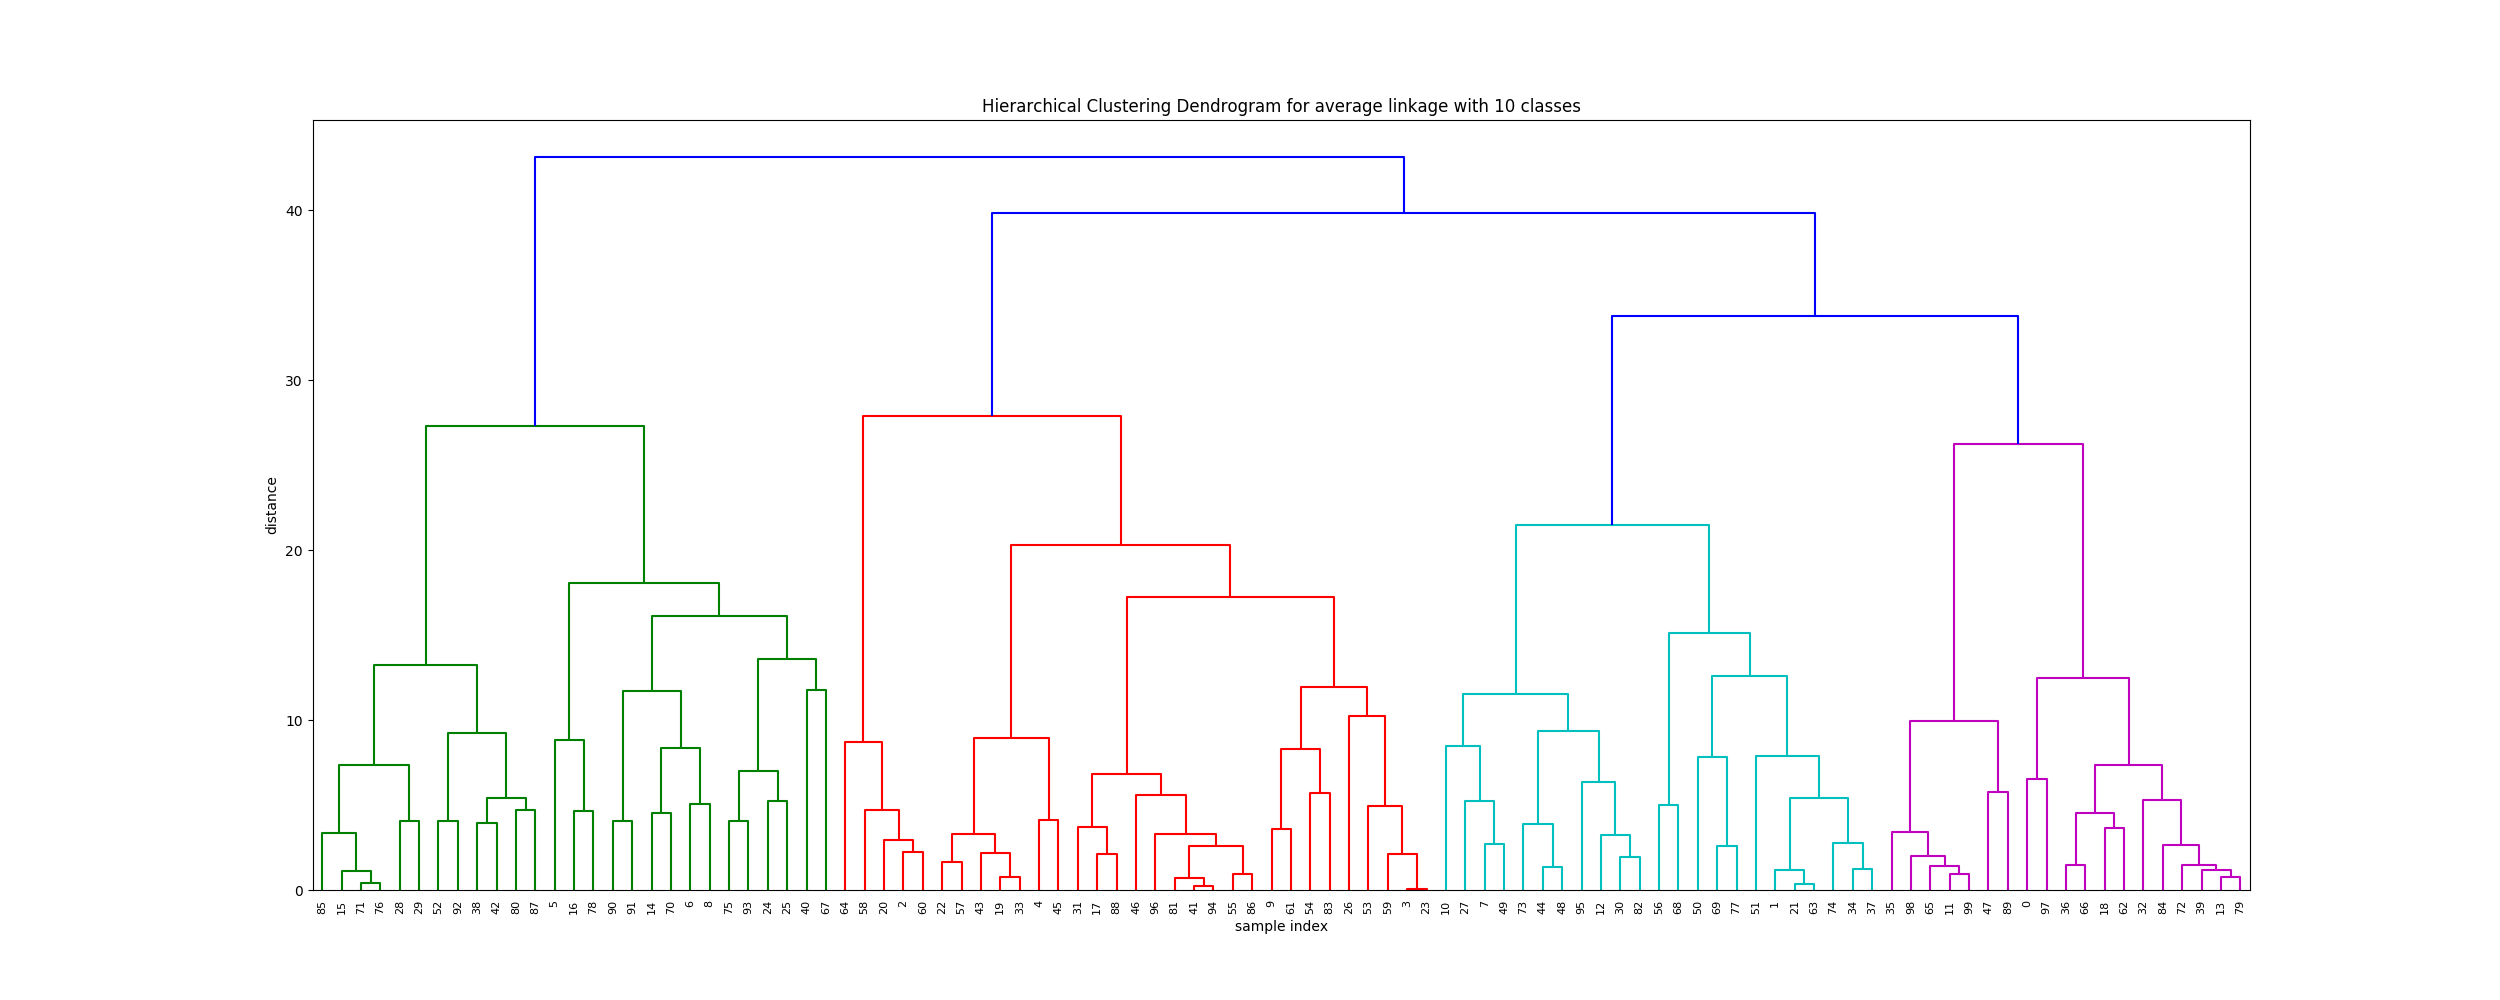 Hierarchical Clustering Dendrogram for average linkage with 10 classes
40
30
20
10
0
distance
85 15 71 76 28 29 52 92 38 42 80 87 5 16 78 90 91 14 70 6 8 75 93 24 25 40 67 64 58 20 2 60 22 57 43 19 33 4 45 31 17 88 46 96 81 41 94 55 86 9 61 54 83 26 53 59 3 23 10 27 7 49 73 44 48 95 12 30 82 56 68 50 69 77 51 1 21 63 74 34 37 35 98 65 11 99 47 89 0 97 36 66 18 62 32 84 72 39 13 79
sample index